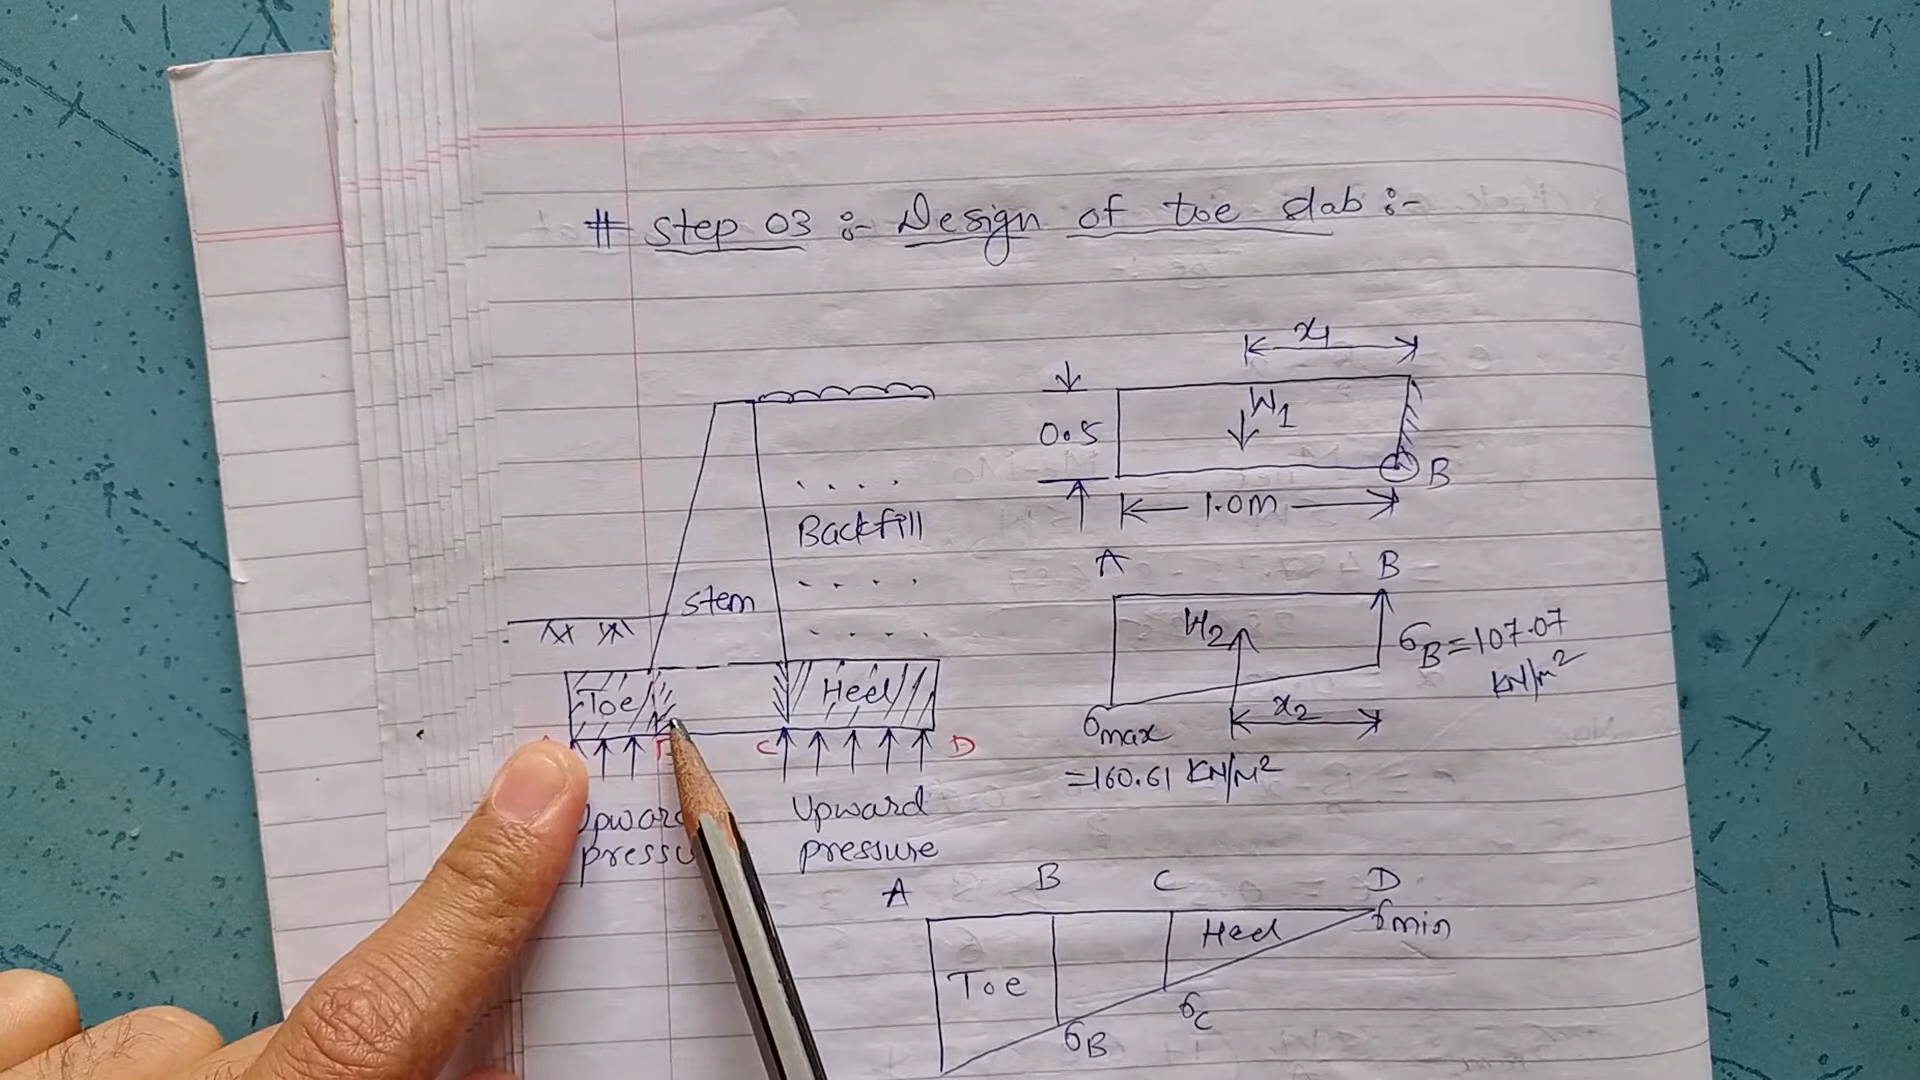 # Step 03 :- Design of toe slab :-
x₁
W₁
0.5
B
1.0m
Backfill
stem
Toe
Heel
C
D
Upward
pressure
Upward
A
B
W₂
σB = 107.07
KN/m²
x₂
σmax
= 160.61 KN/M²
A
B
C
D
σmin
Toe
Heel
σB
σC